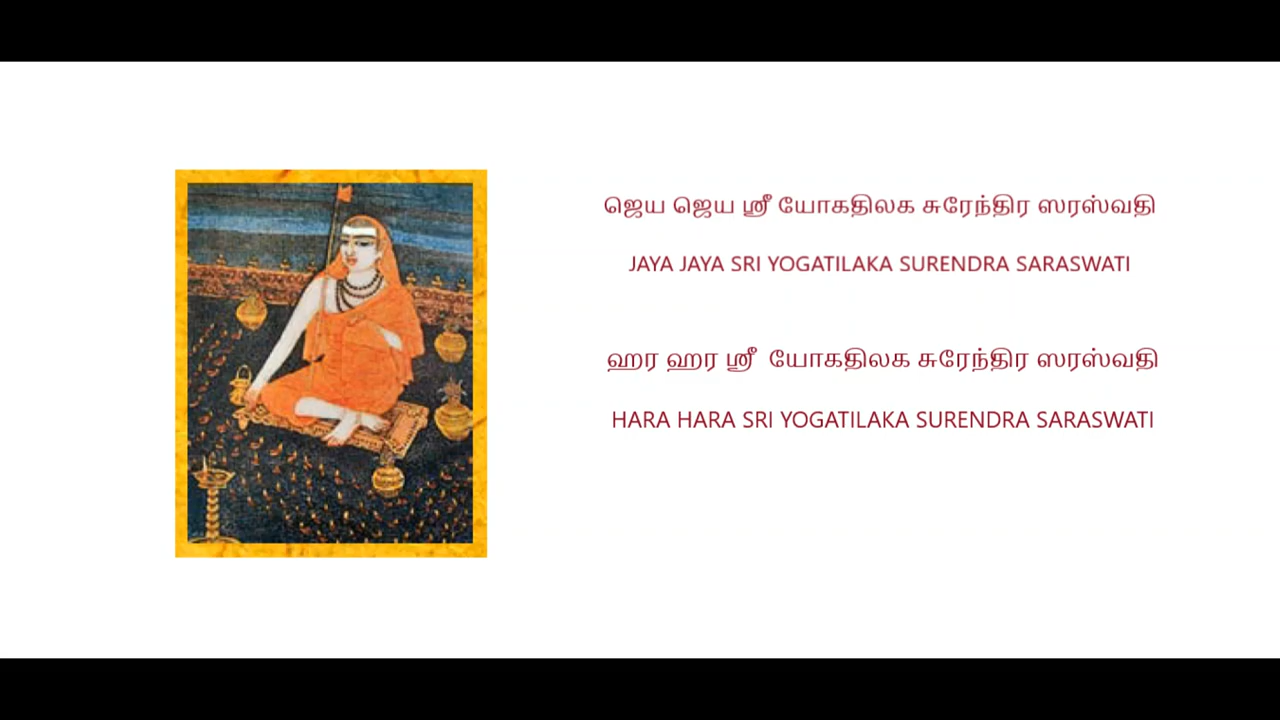 ஜெய ஜெய ஸ்ரீ யோகதிலக சுரேந்திர ஸரஸ்வதி
JAYA JAYA SRI YOGATILAKA SURENDRA SARASWATI
ஹர ஹர ஸ்ரீ யோகதிலக சுரேந்திர ஸரஸ்வதி
HARA HARA SRI YOGATILAKA SURENDRA SARASWATI